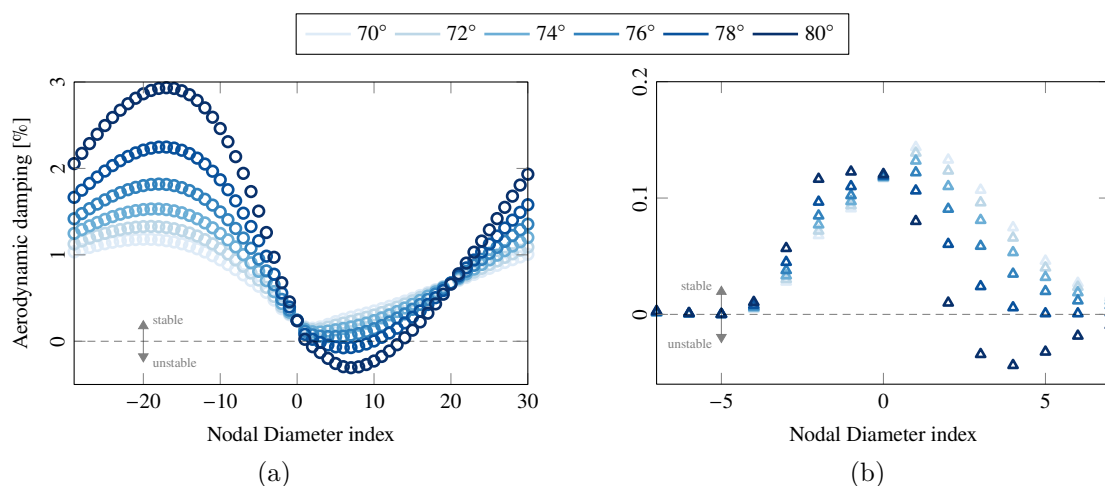 70° 72° 74° 76° 78° 80°
Aerodynamic damping [%]
3
2
1
0
stable
unstable
−20 −10 0 10 20 30
Nodal Diameter index
(a)
0.2
0.1
0
stable
unstable
−5 0 5
Nodal Diameter index
(b)